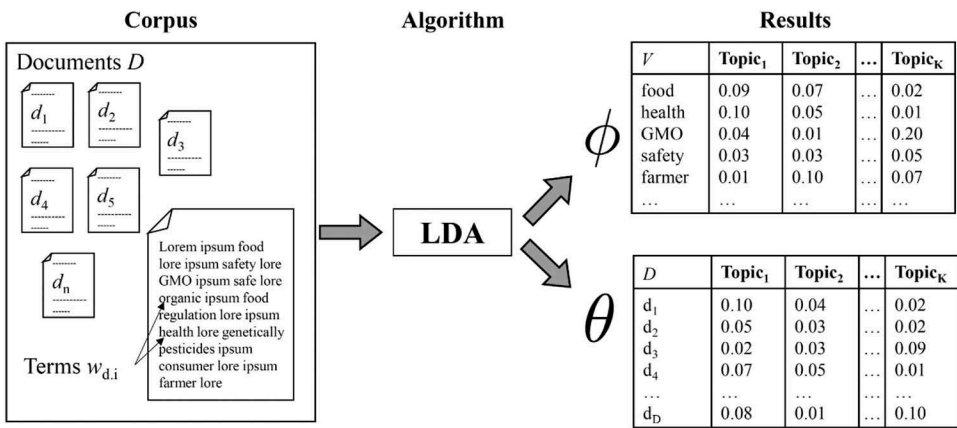 Corpus
Algorithm
Results
Documents D
d1
d2
d3
d4
d5
dn
Lorem ipsum food
lore ipsum safety lore
GMO ipsum safe lore
organic ipsum food
regulation lore ipsum
health lore genetically
pesticides ipsum
consumer lore ipsum
farmer lore
Terms wd.i
LDA
ϕ
V Topic1 Topic2 ... TopicK
food 0.09 0.07 ... 0.02
health 0.10 0.05 ... 0.01
GMO 0.04 0.01 ... 0.20
safety 0.03 0.03 ... 0.05
farmer 0.01 0.10 ... 0.07
... ... ... ... ...
θ
D Topic1 Topic2 ... TopicK
d1 0.10 0.04 ... 0.02
d2 0.05 0.03 ... 0.02
d3 0.02 0.03 ... 0.09
d4 0.07 0.05 ... 0.01
... ... ... ... ...
dD 0.08 0.01 ... 0.10